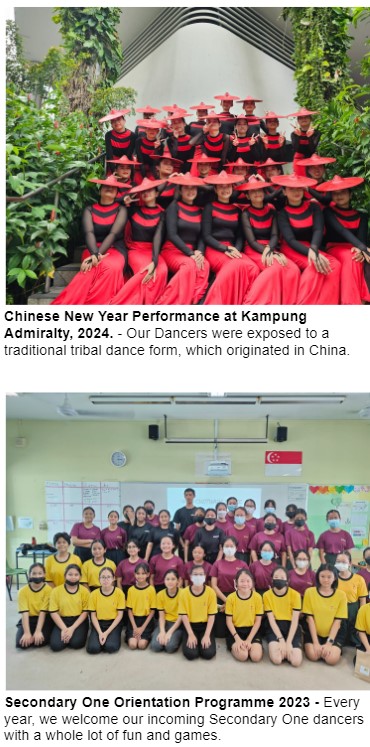 Chinese New Year Performance at Kampung
Admiralty, 2024. - Our Dancers were exposed to a
traditional tribal dance form, which originated in China.
Secondary One Orientation Programme 2023 - Every
year, we welcome our incoming Secondary One dancers
with a whole lot of fun and games.